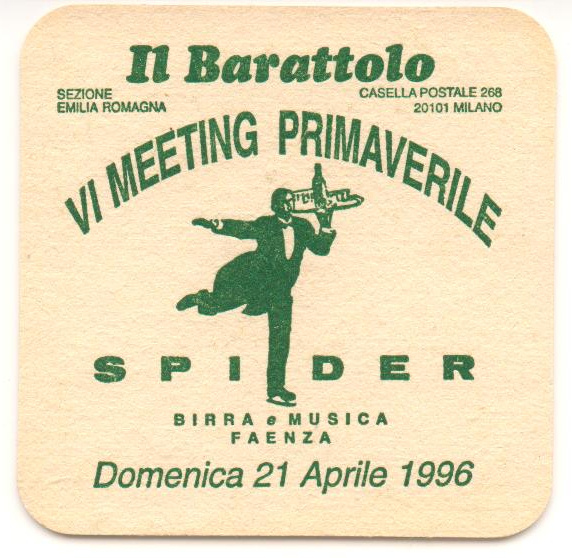 Il Barattolo
SEZIONE
EMILIA ROMAGNA
CASELLA POSTALE 268
20101 MILANO
VI MEETING PRIMAVERILE
SPIDER
BIRRA e MUSICA
FAENZA
Domenica 21 Aprile 1996